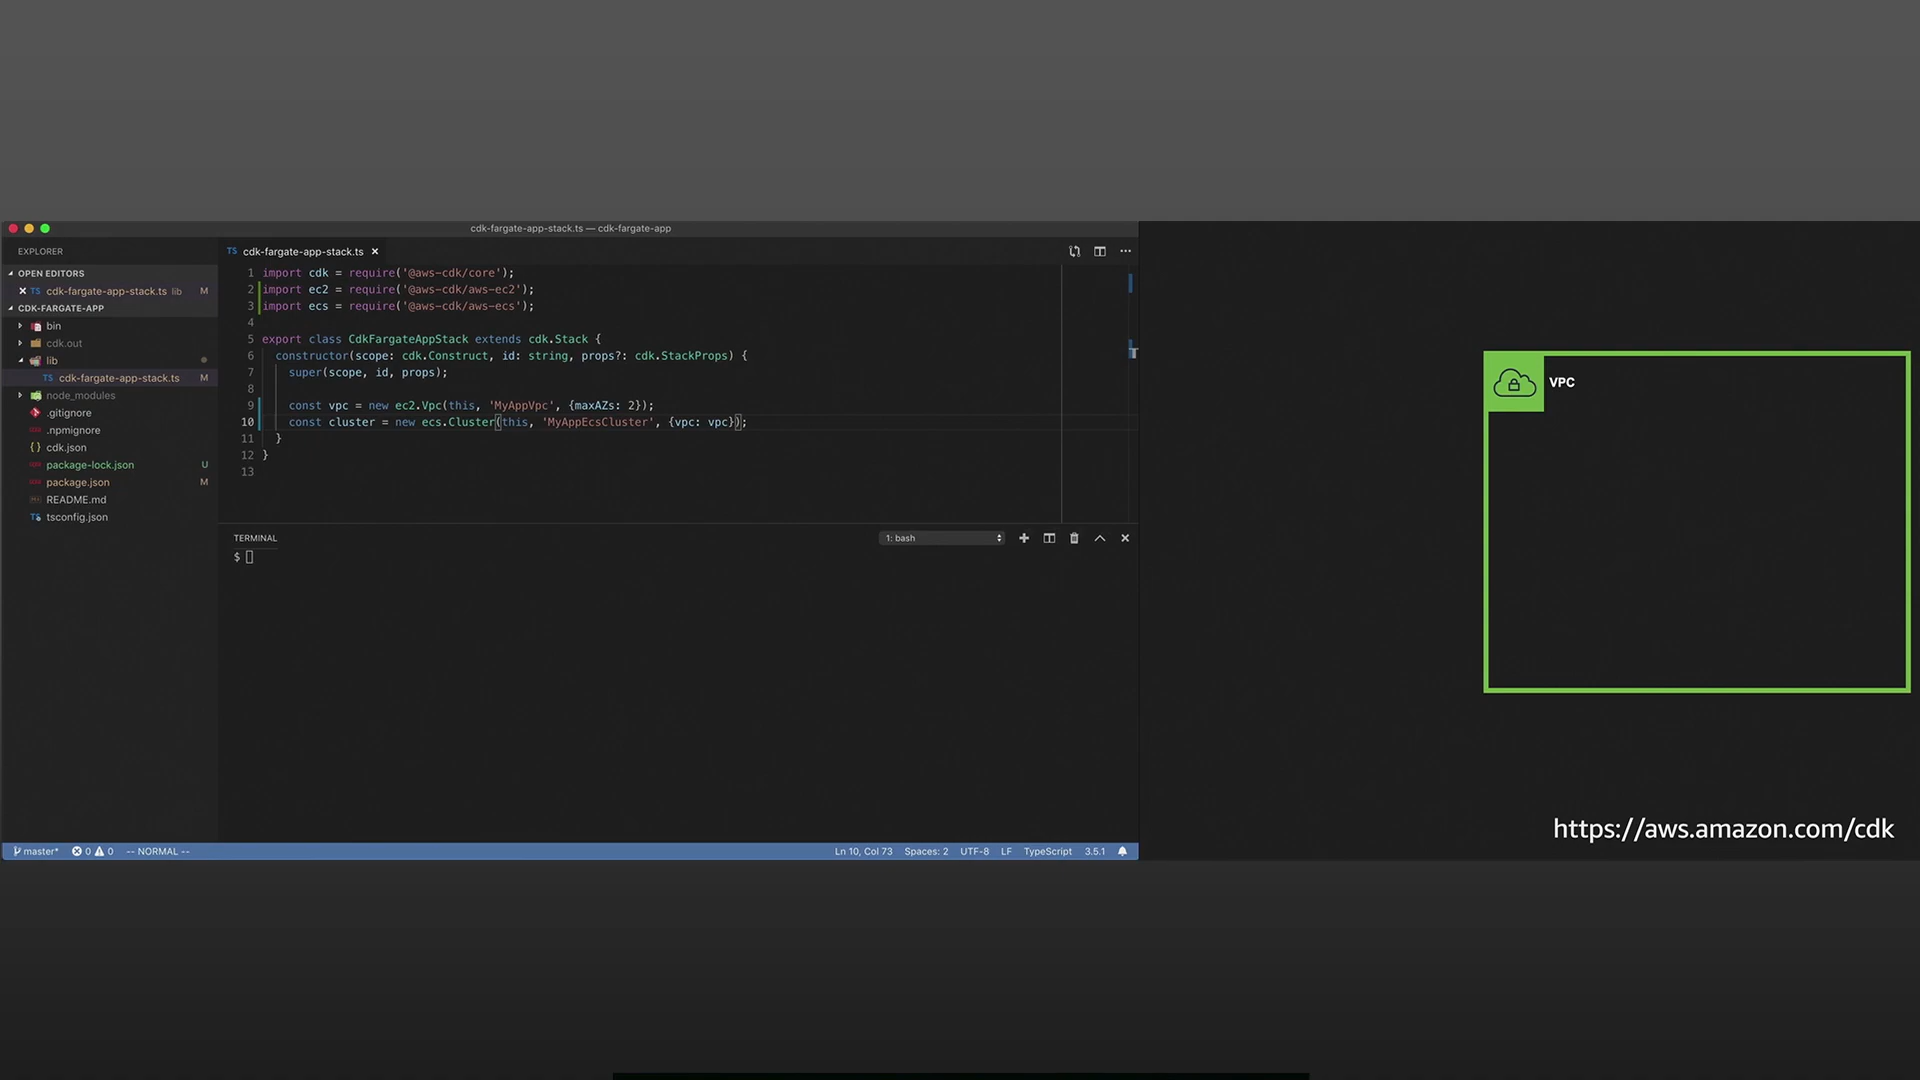 cdk-fargate-app-stack.ts — cdk-fargate-app
EXPLORER
OPEN EDITORS
TS cdk-fargate-app-stack.ts lib M
CDK-FARGATE-APP
bin
cdk.out
lib
TS cdk-fargate-app-stack.ts M
node_modules
.gitignore
.npmignore
{} cdk.json
package-lock.json U
package.json M
README.md
TS tsconfig.json
TS cdk-fargate-app-stack.ts
1 import cdk = require('@aws-cdk/core');
2 import ec2 = require('@aws-cdk/aws-ec2');
3 import ecs = require('@aws-cdk/aws-ecs');
4
5 export class CdkFargateAppStack extends cdk.Stack {
6 constructor(scope: cdk.Construct, id: string, props?: cdk.StackProps) {
7 super(scope, id, props);
8
9 const vpc = new ec2.Vpc(this, 'MyAppVpc', {maxAZs: 2});
10 const cluster = new ecs.Cluster(this, 'MyAppEcsCluster', {vpc: vpc});
11 }
12 }
13
TERMINAL
1: bash
$
master* 0 0 -- NORMAL --
Ln 10, Col 73 Spaces: 2 UTF-8 LF TypeScript 3.5.1
VPC
https://aws.amazon.com/cdk